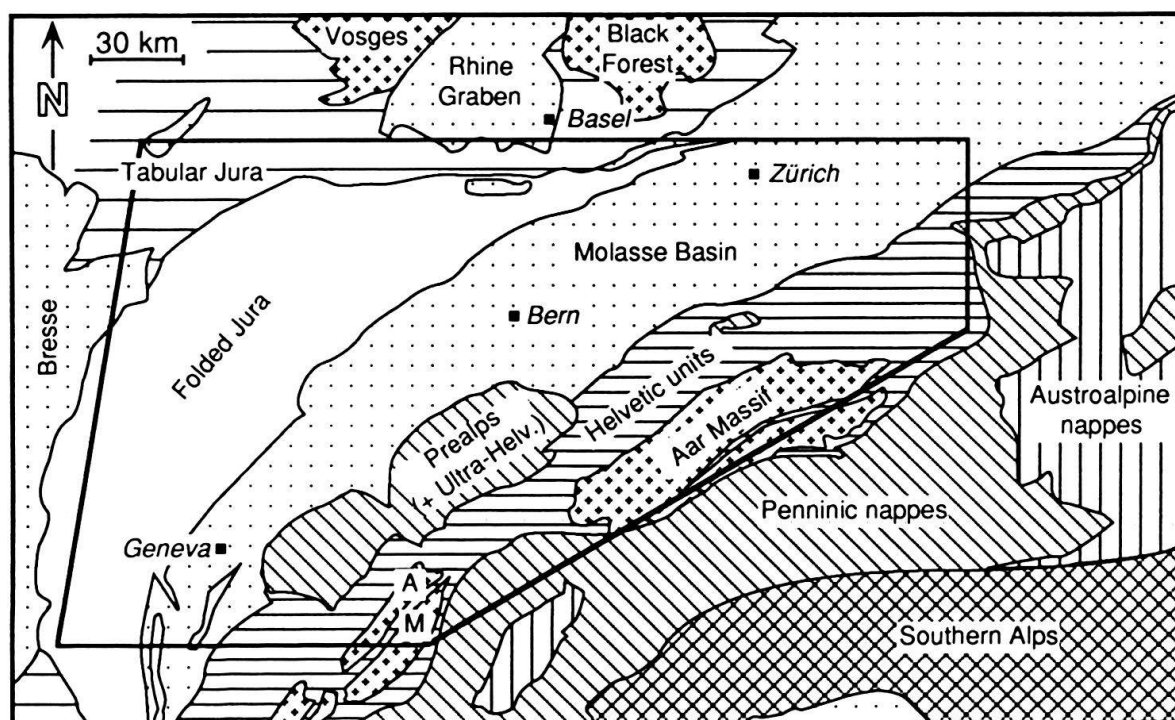 30 km
N
Vosges
Rhine
Graben
Black
Forest
Basel
Tabular Jura
Zürich
Molasse Basin
Bresse
Folded Jura
Bern
Helvetic units
Prealps
(+ Ultra-Helv.)
Aar Massif
Austroalpine
nappes
Penninic nappes
Geneva
A
M
Southern Alps